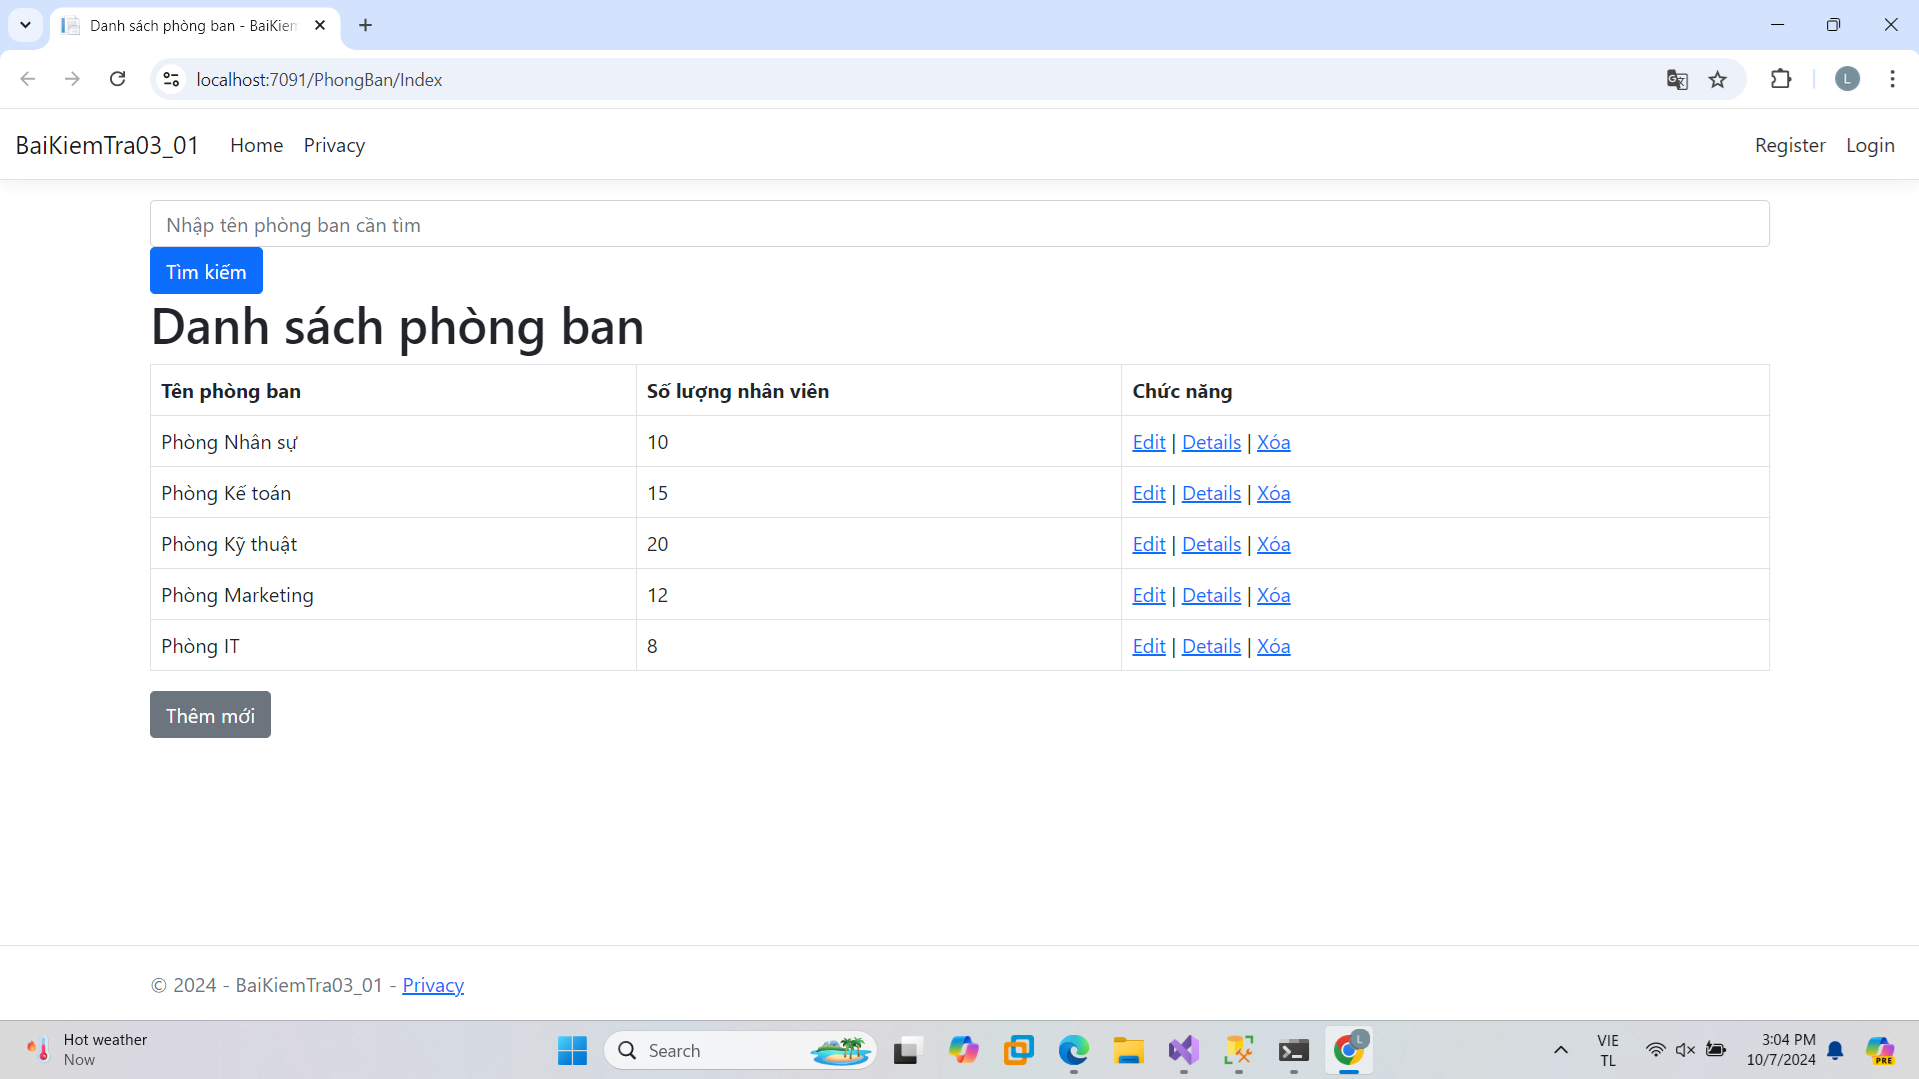 Danh sách phòng ban - BaiKiem
localhost:7091/PhongBan/Index
L
BaiKiemTra03_01 Home Privacy Register Login
Nhập tên phòng ban cần tìm
Tìm kiếm
Danh sách phòng ban
Tên phòng ban Số lượng nhân viên Chức năng
Phòng Nhân sự 10 Edit | Details | Xóa
Phòng Kế toán 15 Edit | Details | Xóa
Phòng Kỹ thuật 20 Edit | Details | Xóa
Phòng Marketing 12 Edit | Details | Xóa
Phòng IT 8 Edit | Details | Xóa
Thêm mới
© 2024 - BaiKiemTra03_01 - Privacy
Hot weather
Now
Search
L
VIE
TL
3:04 PM
10/7/2024
PRE